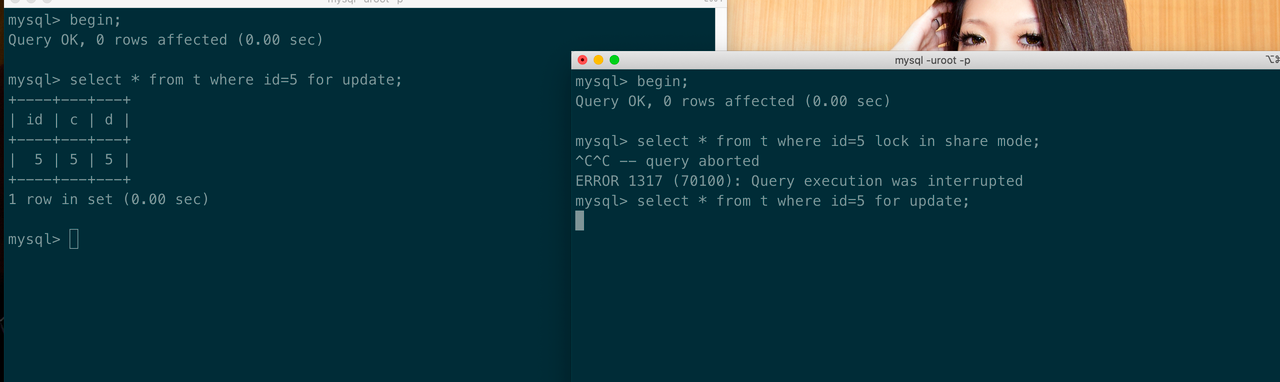 mysql -uroot -p
mysql> begin;
Query OK, 0 rows affected (0.00 sec)
mysql> select * from t where id=5 for update;
+----+---+---+
| id | c | d |
+----+---+---+
|  5 | 5 | 5 |
+----+---+---+
1 row in set (0.00 sec)
mysql>
mysql -uroot -p
mysql> begin;
Query OK, 0 rows affected (0.00 sec)
mysql> select * from t where id=5 lock in share mode;
^C^C -- query aborted
ERROR 1317 (70100): Query execution was interrupted
mysql> select * from t where id=5 for update;